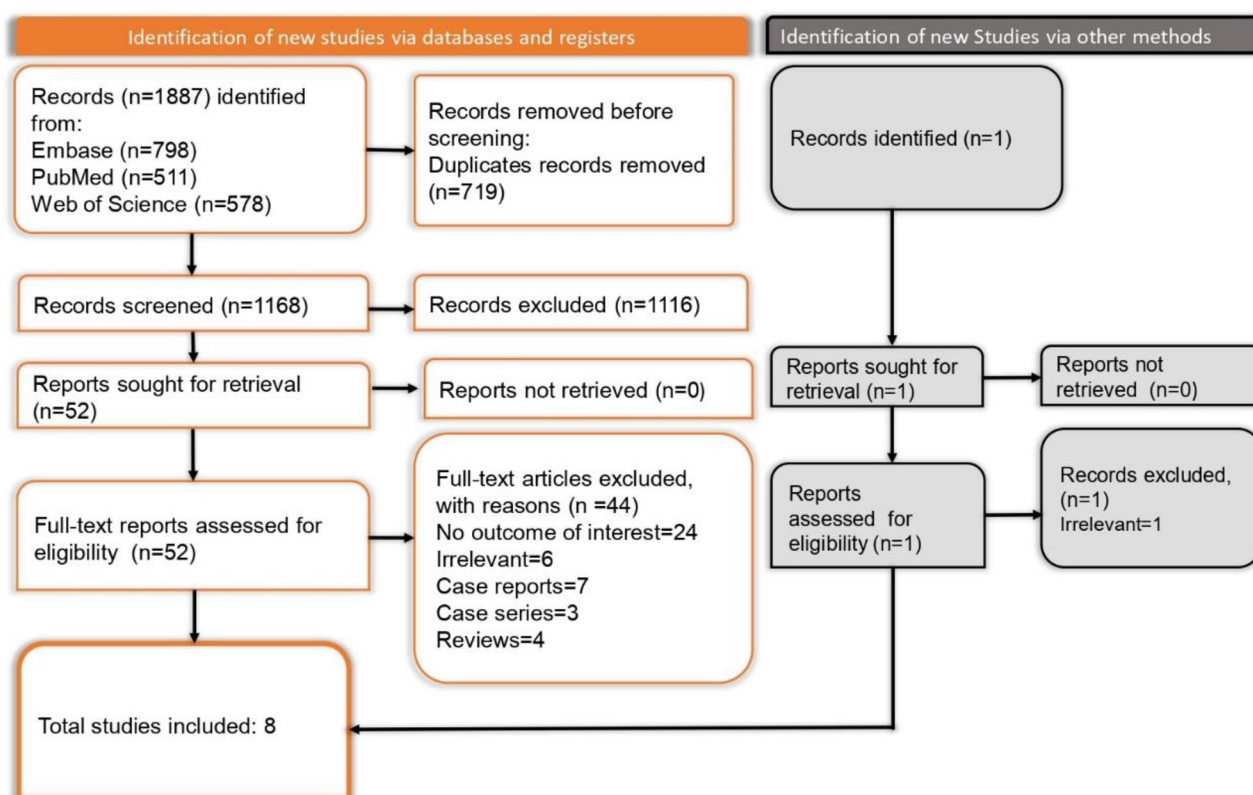 Identification of new studies via databases and registers
Identification of new Studies via other methods
Records (n=1887) identified
from:
Embase (n=798)
PubMed (n=511)
Web of Science (n=578)
Records removed before
screening:
Duplicates records removed
(n=719)
Records identified (n=1)
Records screened (n=1168)
Records excluded (n=1116)
Reports sought for retrieval
(n=52)
Reports not retrieved (n=0)
Reports sought for
retrieval (n=1)
Reports not
retrieved (n=0)
Full-text reports assessed for
eligibility (n=52)
Full-text articles excluded,
with reasons (n =44)
No outcome of interest=24
Irrelevant=6
Case reports=7
Case series=3
Reviews=4
Reports
assessed for
eligibility (n=1)
Records excluded,
(n=1)
Irrelevant=1
Total studies included: 8